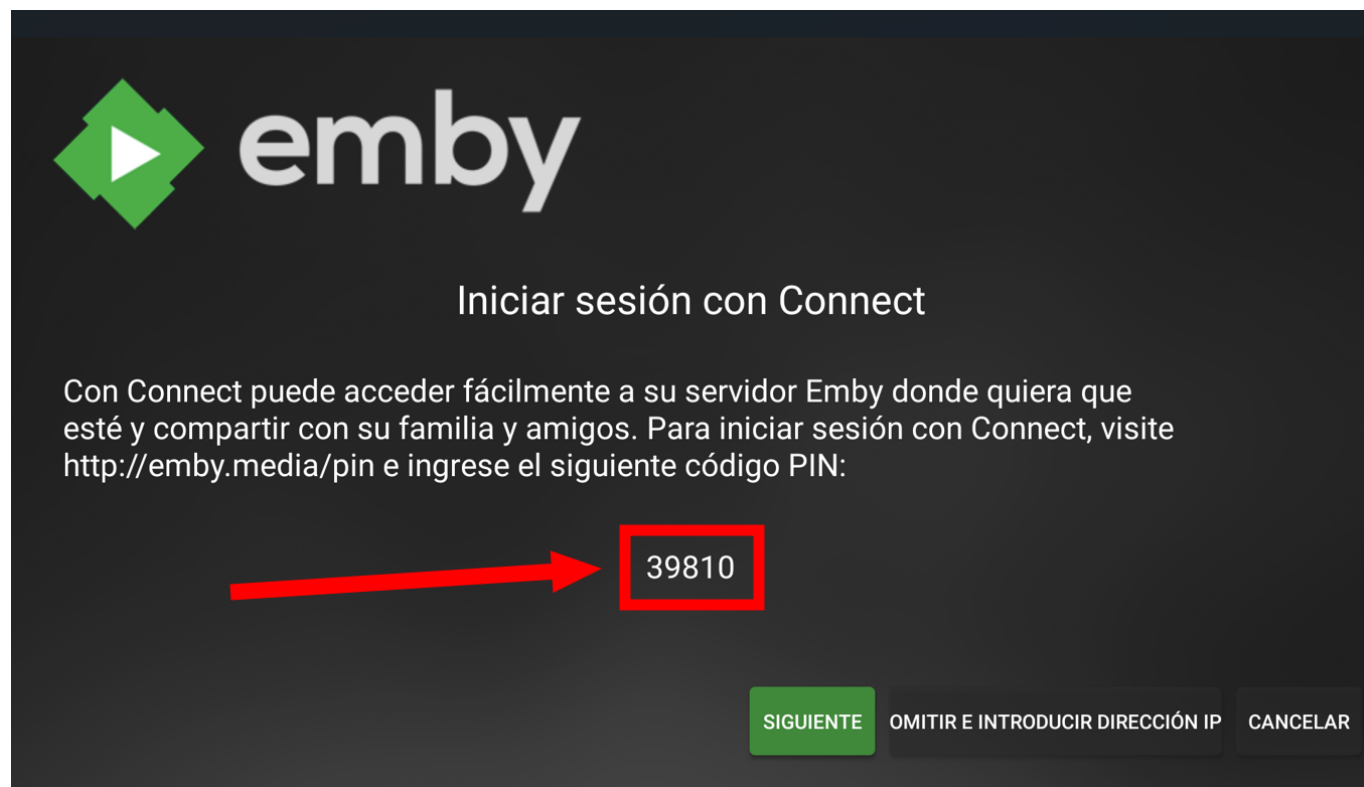 emby
Iniciar sesión con Connect
Con Connect puede acceder fácilmente a su servidor Emby donde quiera que
esté y compartir con su familia y amigos. Para iniciar sesión con Connect, visite
http://emby.media/pin e ingrese el siguiente código PIN:
39810
SIGUIENTE OMITIR E INTRODUCIR DIRECCIÓN IP CANCELAR